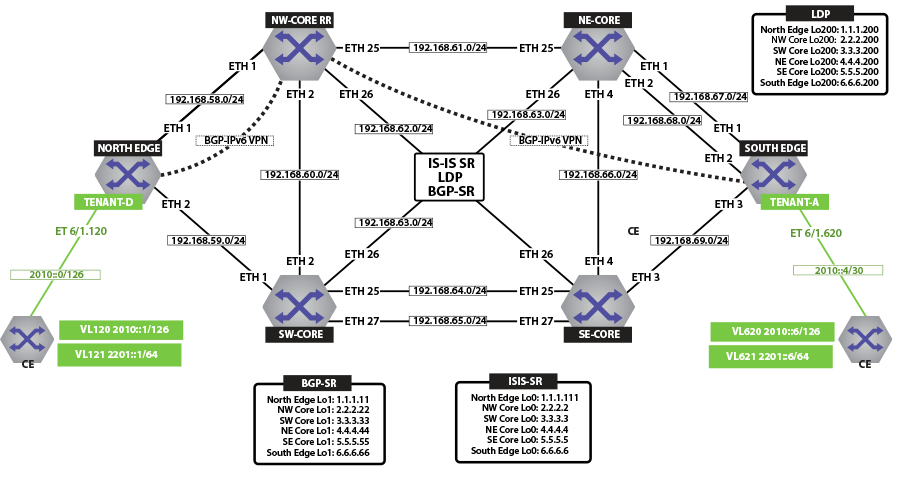 NW-CORE RR
NE-CORE
LDP
North Edge Lo200: 1.1.1.200
NW Core Lo200: 2.2.2.200
SW Core Lo200: 3.3.3.200
NE Core Lo200: 4.4.4.200
SE Core Lo200: 5.5.5.200
South Edge Lo200: 6.6.6.200
ETH 25
192.168.61.0/24
ETH 25
ETH 1
ETH 1
ETH 2
ETH 2
ETH 26
ETH 26
ETH 4
192.168.58.0/24
192.168.67.0/24
192.168.63.0/24
192.168.68.0/24
ETH 1
192.168.62.0/24
ETH 1
BGP-IPv6 VPN
BGP-IPv6 VPN
NORTH EDGE
SOUTH EDGE
ETH 2
IS-IS SR
LDP
BGP-SR
192.168.60.0/24
192.168.66.0/24
TENANT-D
ETH 2
ETH 3
TENANT-A
ET 6/1.120
192.168.63.0/24
CE
ET 6/1.620
192.168.59.0/24
192.168.69.0/24
ETH 26
ETH 26
ETH 2
ETH 4
2010::0/126
2010::4/30
ETH 1
ETH 3
ETH 25
192.168.64.0/24
ETH 25
ETH 27
192.168.65.0/24
ETH 27
SW-CORE
SE-CORE
VL120 2010::1/126
VL121 2201::1/64
CE
VL620 2010::6/126
VL621 2201::6/64
CE
BGP-SR
North Edge Lo1: 1.1.1.11
NW Core Lo1: 2.2.2.22
SW Core Lo1: 3.3.3.33
NE Core Lo1: 4.4.4.44
SE Core Lo1: 5.5.5.55
South Edge Lo1: 6.6.6.66
ISIS-SR
North Edge Lo0: 1.1.1.111
NW Core Lo0: 2.2.2.2
SW Core Lo0: 3.3.3.3
NE Core Lo0: 4.4.4.4
SE Core Lo0: 5.5.5.5
South Edge Lo0: 6.6.6.6